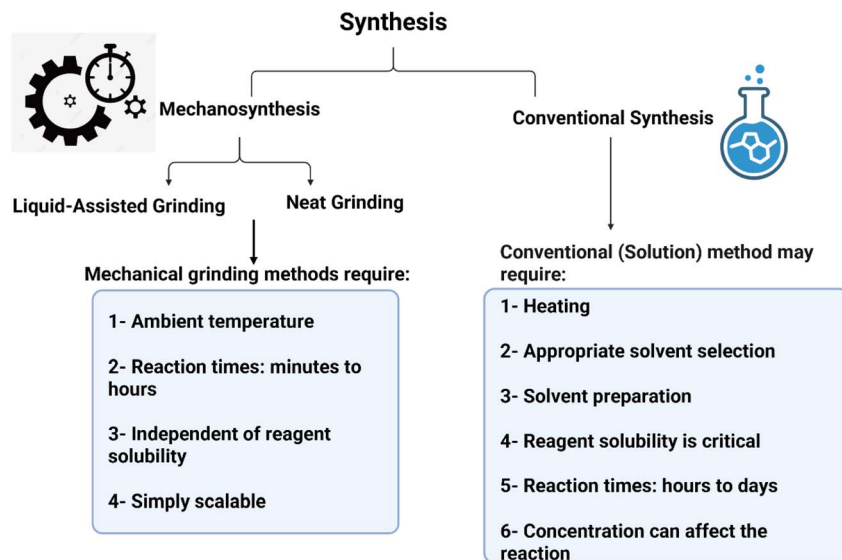 Synthesis
Mechanosynthesis
Conventional Synthesis
Liquid-Assisted Grinding
Neat Grinding
Mechanical grinding methods require:
1- Ambient temperature
2- Reaction times: minutes to
hours
3- Independent of reagent
solubility
4- Simply scalable
Conventional (Solution) method may
require:
1- Heating
2- Appropriate solvent selection
3- Solvent preparation
4- Reagent solubility is critical
5- Reaction times: hours to days
6- Concentration can affect the
reaction